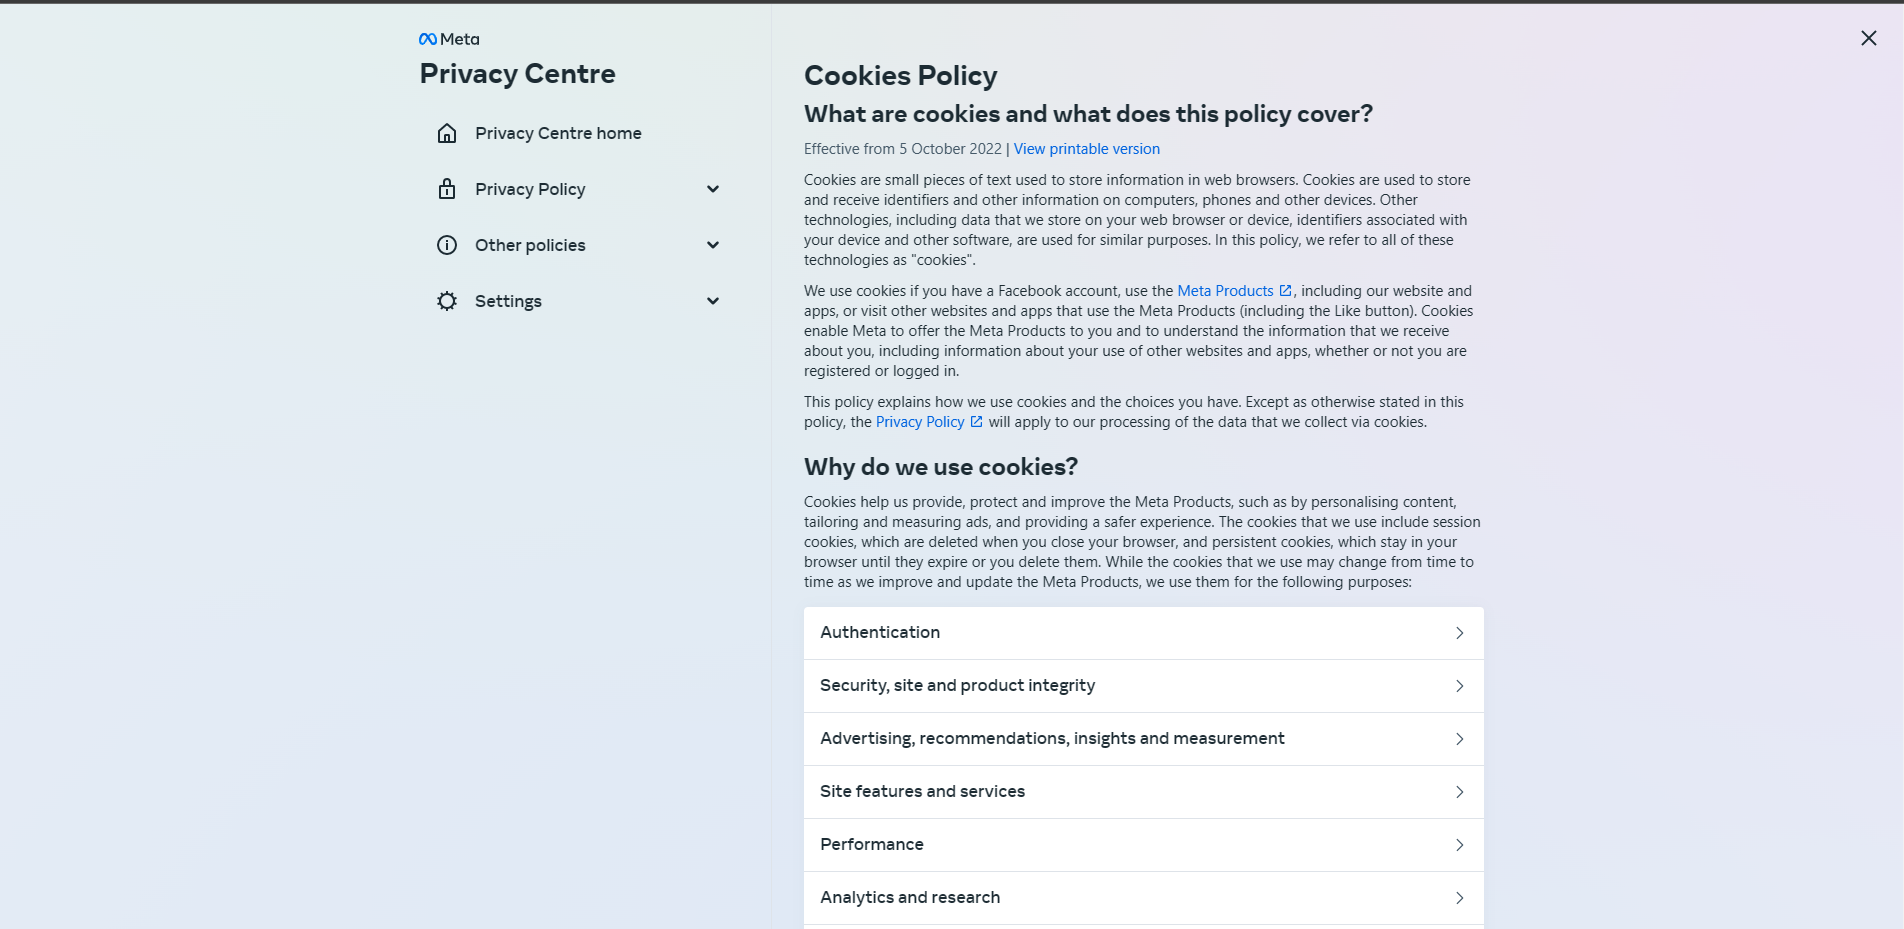 Meta
Privacy Centre
Privacy Centre home
Privacy Policy
Other policies
Settings
Cookies Policy
What are cookies and what does this policy cover?
Effective from 5 October 2022 | View printable version
Cookies are small pieces of text used to store information in web browsers. Cookies are used to store
and receive identifiers and other information on computers, phones and other devices. Other
technologies, including data that we store on your web browser or device, identifiers associated with
your device and other software, are used for similar purposes. In this policy, we refer to all of these
technologies as "cookies".
We use cookies if you have a Facebook account, use the Meta Products, including our website and
apps, or visit other websites and apps that use the Meta Products (including the Like button). Cookies
enable Meta to offer the Meta Products to you and to understand the information that we receive
about you, including information about your use of other websites and apps, whether or not you are
registered or logged in.
This policy explains how we use cookies and the choices you have. Except as otherwise stated in this
policy, the Privacy Policy will apply to our processing of the data that we collect via cookies.
Why do we use cookies?
Cookies help us provide, protect and improve the Meta Products, such as by personalising content,
tailoring and measuring ads, and providing a safer experience. The cookies that we use include session
cookies, which are deleted when you close your browser, and persistent cookies, which stay in your
browser until they expire or you delete them. While the cookies that we use may change from time to
time as we improve and update the Meta Products, we use them for the following purposes:
Authentication
Security, site and product integrity
Advertising, recommendations, insights and measurement
Site features and services
Performance
Analytics and research